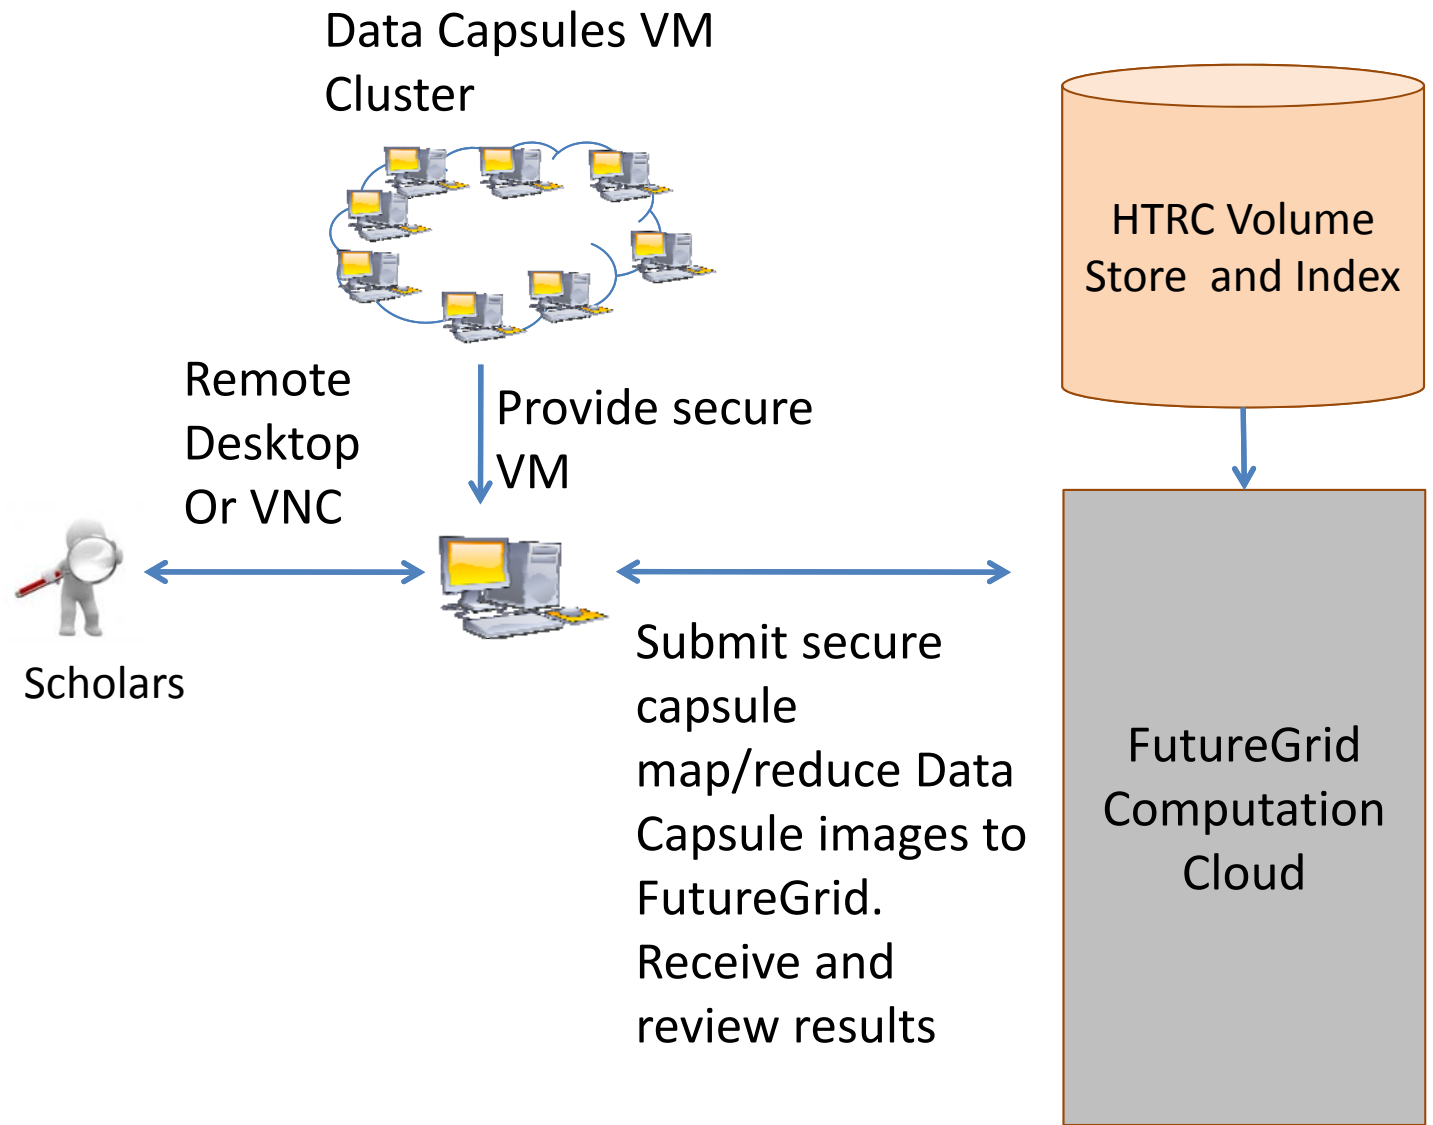 Data Capsules VM
Cluster
HTRC Volume
Store  and Index
Remote
Desktop
Or VNC
Provide secure
VM
Scholars
Submit secure
capsule
map/reduce Data
Capsule images to
FutureGrid.
Receive and
review results
FutureGrid
Computation
Cloud